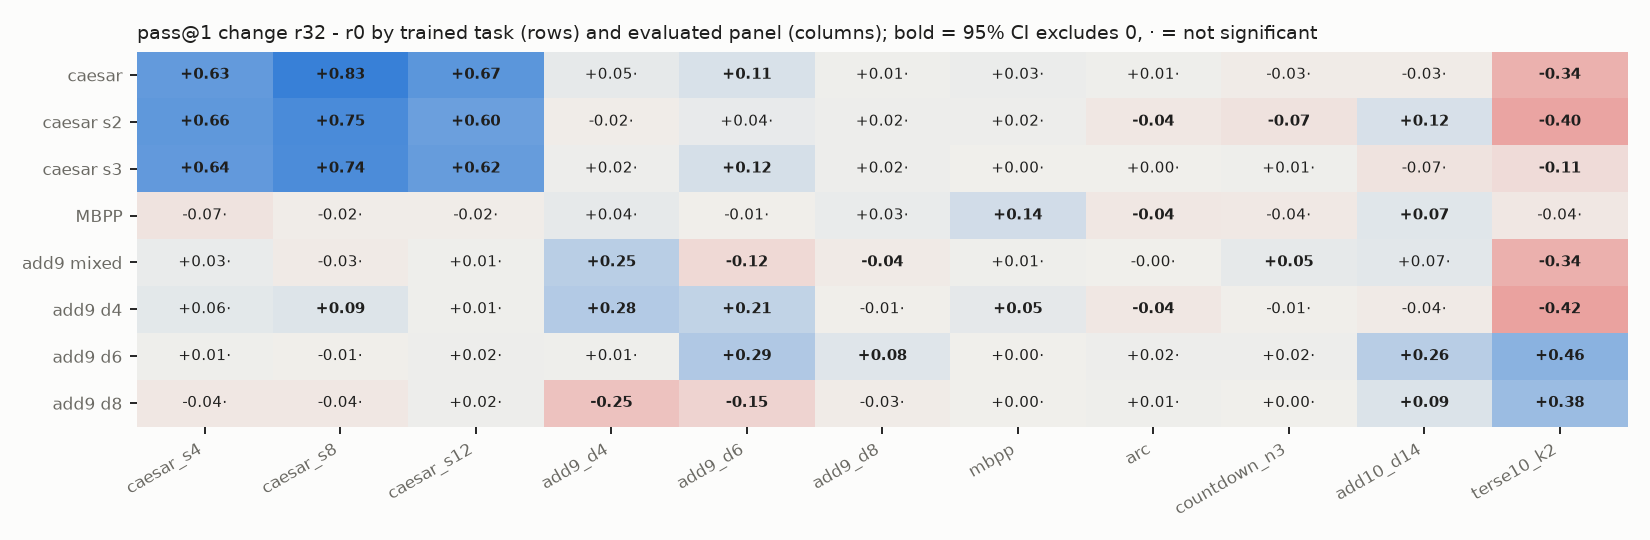 pass@1 change r32 - r0 by trained task (rows) and evaluated panel (columns); bold = 95% CI excludes 0, · = not significant
caesar +0.63 +0.83 +0.67 +0.05· +0.11 +0.01· +0.03· +0.01· -0.03· -0.03· -0.34
caesar s2 +0.66 +0.75 +0.60 -0.02· +0.04· +0.02· +0.02· -0.04 -0.07 +0.12 -0.40
caesar s3 +0.64 +0.74 +0.62 +0.02· +0.12 +0.02· +0.00· +0.00· +0.01· -0.07· -0.11
MBPP -0.07· -0.02· -0.02· +0.04· -0.01· +0.03· +0.14 -0.04 -0.04· +0.07 -0.04·
add9 mixed +0.03· -0.03· +0.01· +0.25 -0.12 -0.04 +0.01· -0.00· +0.05 +0.07· -0.34
add9 d4 +0.06· +0.09 +0.01· +0.28 +0.21 -0.01· +0.05 -0.04 -0.01· -0.04· -0.42
add9 d6 +0.01· -0.01· +0.02· +0.01· +0.29 +0.08 +0.00· +0.02· +0.02· +0.26 +0.46
add9 d8 -0.04· -0.04· +0.02· -0.25 -0.15 -0.03· +0.00· +0.01· +0.00· +0.09 +0.38
caesar_s4 caesar_s8 caesar_s12 add9_d4 add9_d6 add9_d8 mbpp arc countdown_n3 add10_d14 terse10_k2